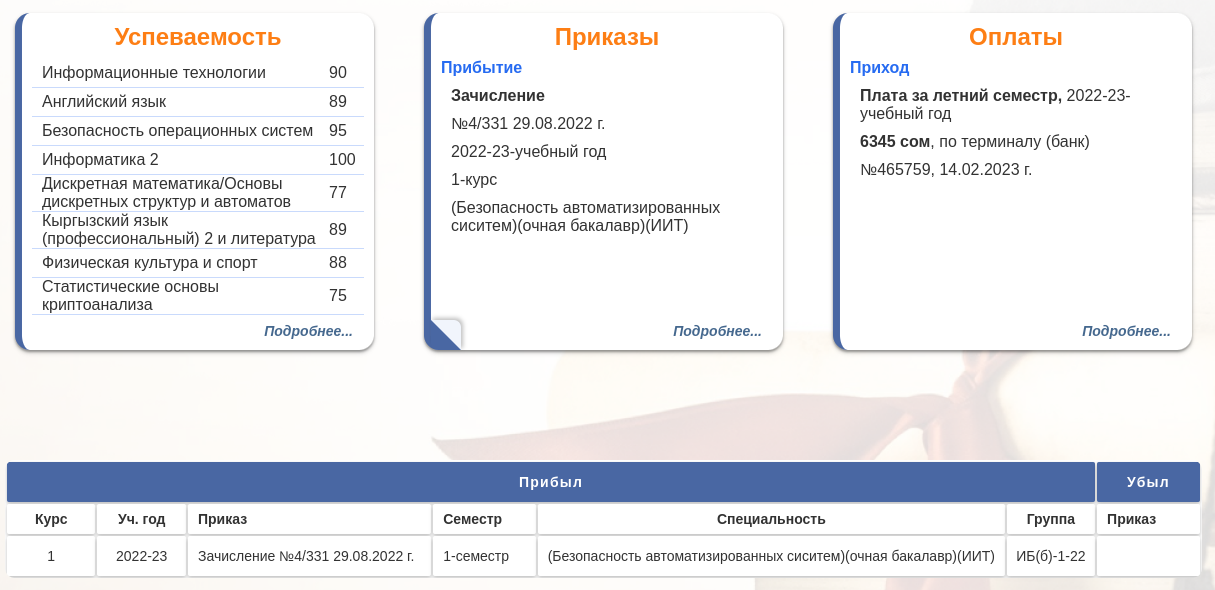 Успеваемость
Информационные технологии 90
Английский язык 89
Безопасность операционных систем 95
Информатика 2 100
Дискретная математика/Основы
дискретных структур и автоматов 77
Кыргызский язык
(профессиональный) 2 и литература 89
Физическая культура и спорт 88
Статистические основы
криптоанализа 75
Подробнее...
Приказы
Прибытие
Зачисление
№4/331 29.08.2022 г.
2022-23-учебный год
1-курс
(Безопасность автоматизированных
сиситем)(очная бакалавр)(ИИТ)
Подробнее...
Оплаты
Приход
Плата за летний семестр, 2022-23-
учебный год
6345 сом, по терминалу (банк)
№465759, 14.02.2023 г.
Подробнее...
Прибыл Убыл
Курс Уч. год Приказ Семестр Специальность Группа Приказ
1 2022-23 Зачисление №4/331 29.08.2022 г. 1-семестр (Безопасность автоматизированных сиситем)(очная бакалавр)(ИИТ) ИБ(б)-1-22